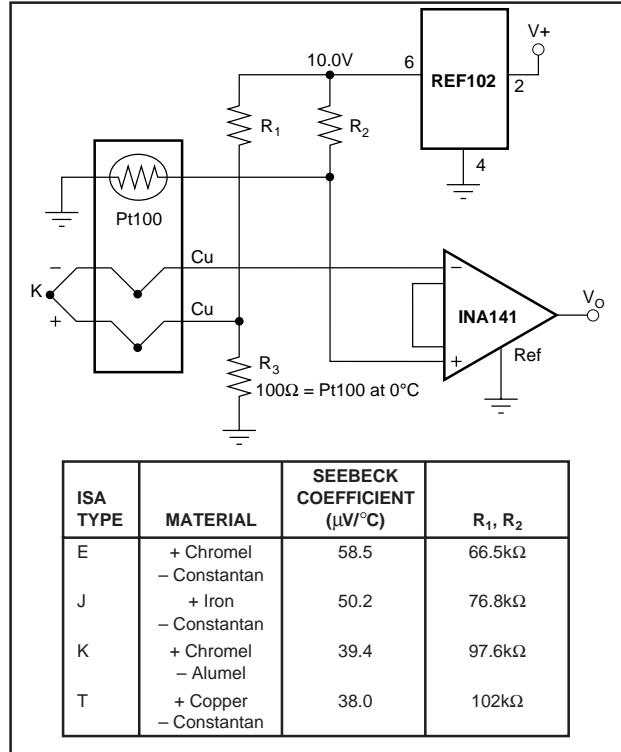 V+
10.0V
6
REF102
2
R₁
R₂
4
Pt100
Cu
–
–
K
Cu
INA141
V_O
+
+
Ref
R₃
100Ω = Pt100 at 0°C
ISA TYPE
MATERIAL
SEEBECK COEFFICIENT (μV/°C)
R₁, R₂
E
+ Chromel
– Constantan
58.5
66.5kΩ
J
+ Iron
– Constantan
50.2
76.8kΩ
K
+ Chromel
– Alumel
39.4
97.6kΩ
T
+ Copper
– Constantan
38.0
102kΩ